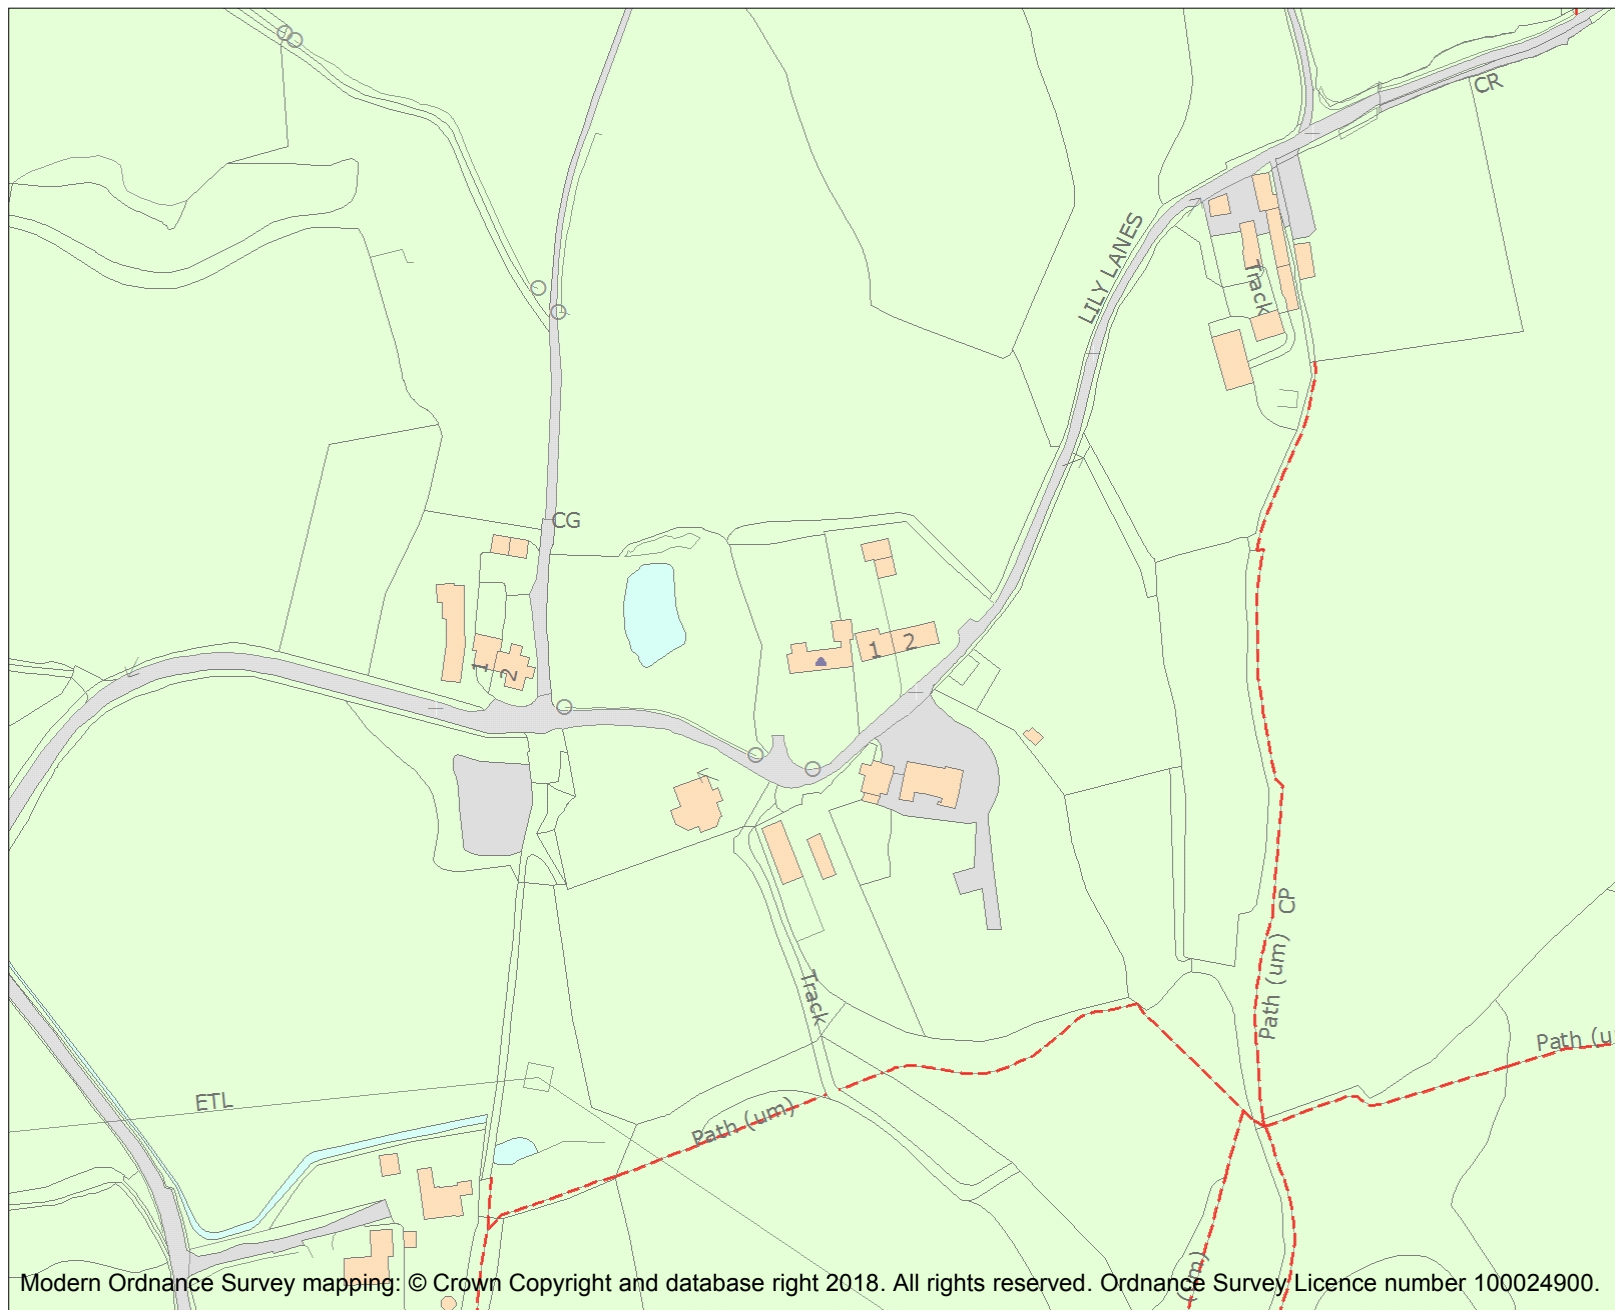 CR
LILY LANES
Track
CG
1
2
1
2
CP
Path (um)
Track
Path (u
ETL
Path (um)
(um)
Modern Ordnance Survey mapping: © Crown Copyright and database right 2018. All rights reserved. Ordnance Survey Licence number 100024900.